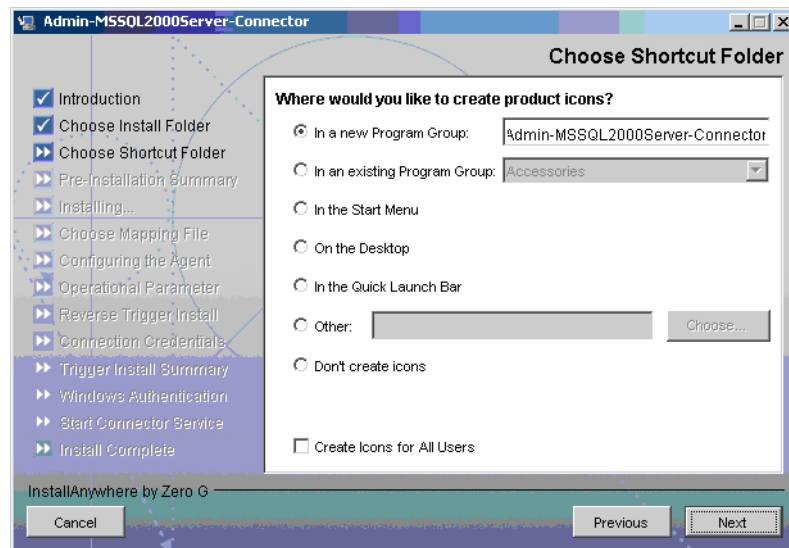 Admin-MSSQL2000Server-Connector
Choose Shortcut Folder
Introduction
Choose Install Folder
Choose Shortcut Folder
Pre-Installation Summary
Installing...
Choose Mapping File
Configuring the Agent
Operational Parameter
Reverse Trigger Install
Connection Credentials
Trigger Install Summary
Windows Authentication
Start Connector Service
Install Complete
Where would you like to create product icons?
In a new Program Group: Admin-MSSQL2000Server-Connector
In an existing Program Group: Accessories
In the Start Menu
On the Desktop
In the Quick Launch Bar
Other: Choose...
Don't create icons
Create Icons for All Users
InstallAnywhere by Zero G
Cancel Previous Next